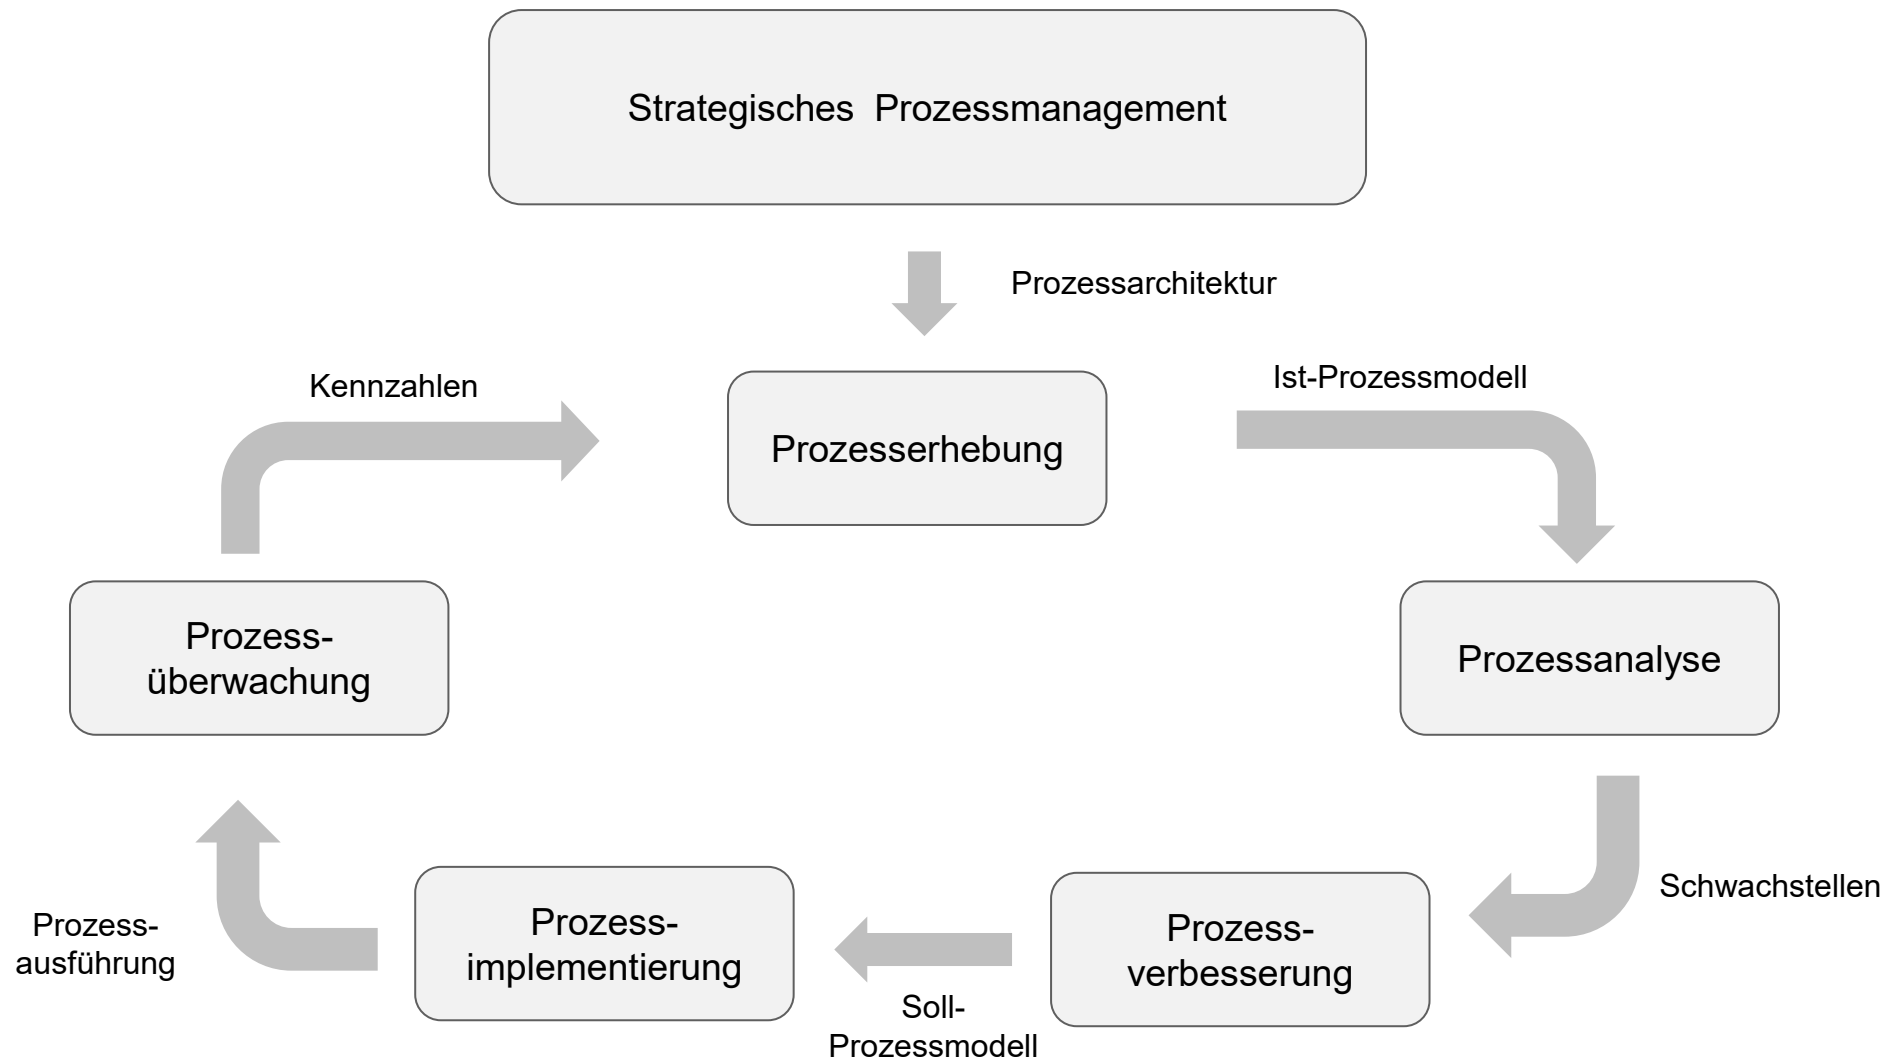 Strategisches Prozessmanagement
Prozessarchitektur
Kennzahlen
Ist-Prozessmodell
Prozesserhebung
Prozess-
überwachung
Prozessanalyse
Schwachstellen
Prozess-
ausführung
Prozess-
implementierung
Prozess-
verbesserung
Soll-
Prozessmodell